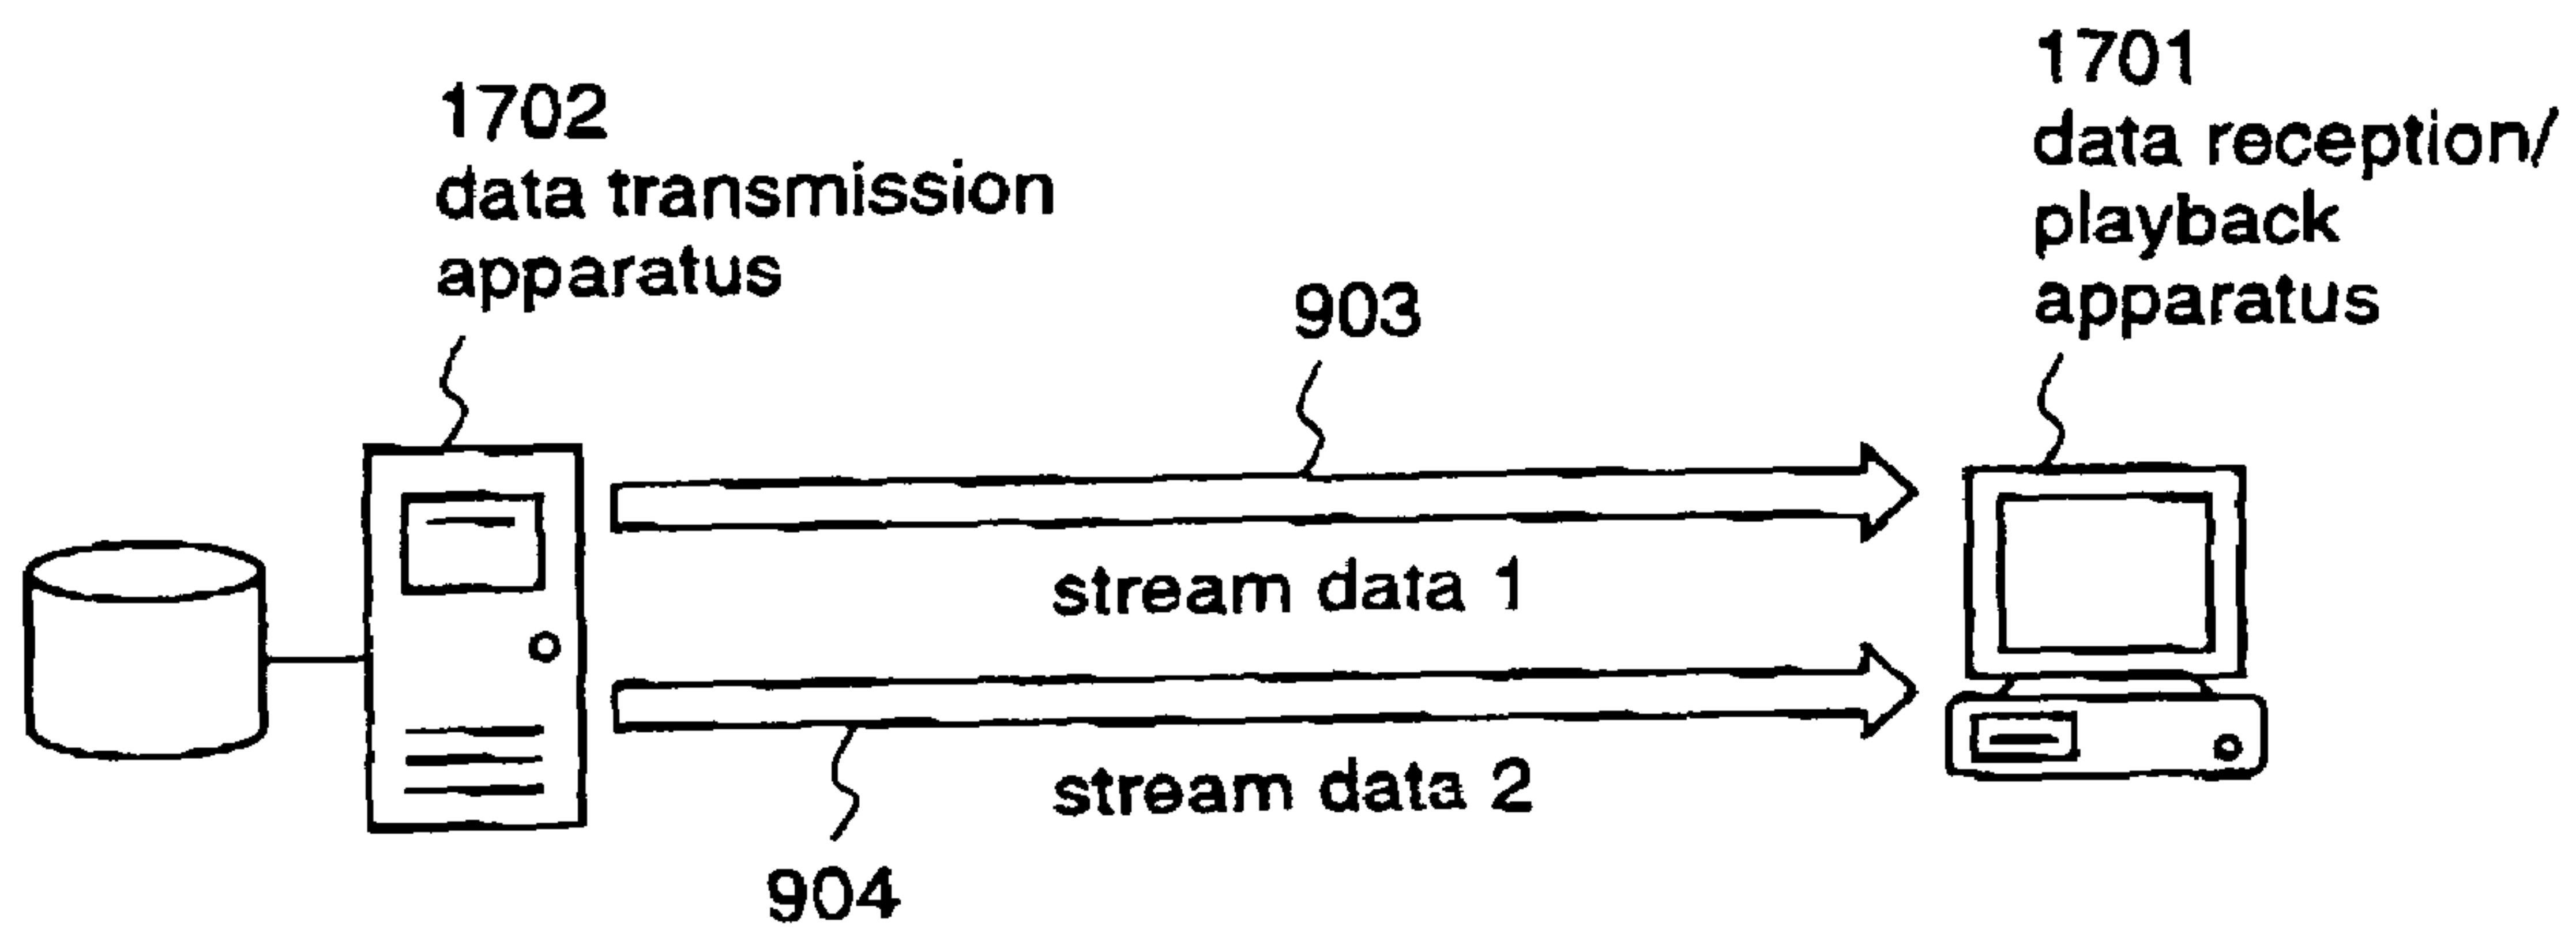 1702
data transmission
apparatus
1701
data reception/
playback
apparatus
903
stream data 1
stream data 2
904